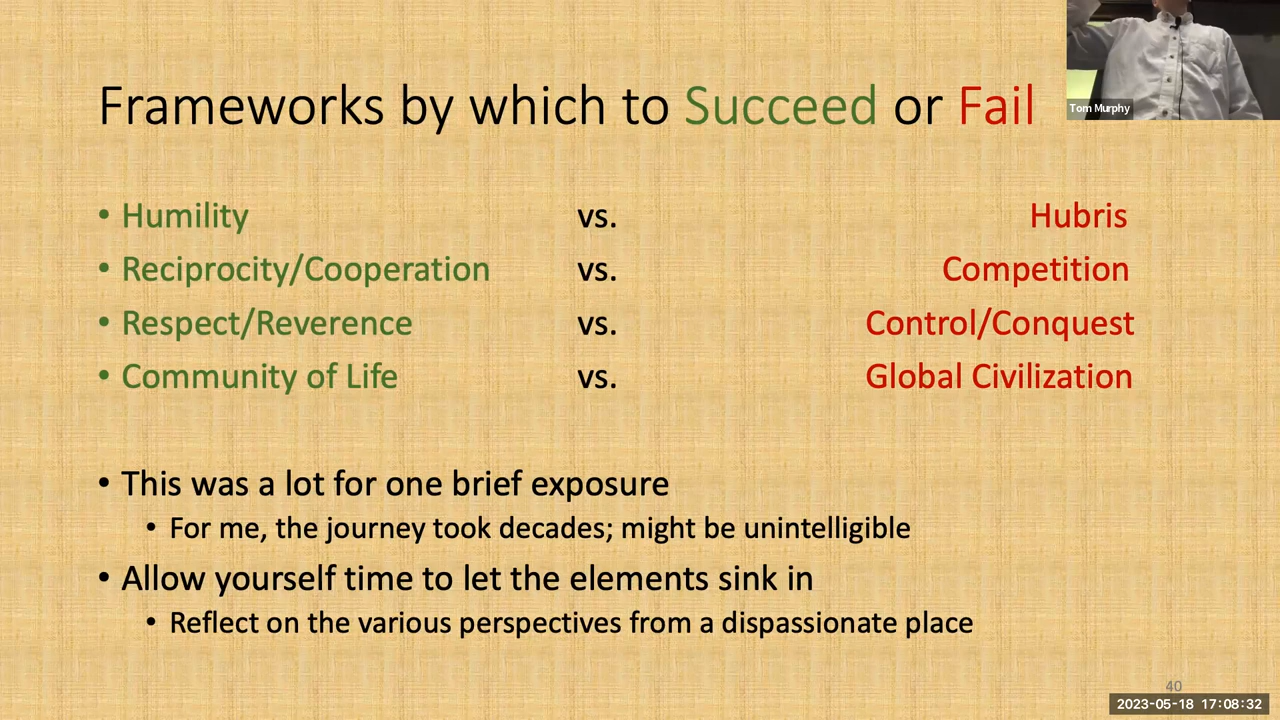 Frameworks by which to Succeed or Fail
Tom Murphy
• Humility vs. Hubris
• Reciprocity/Cooperation vs. Competition
• Respect/Reverence vs. Control/Conquest
• Community of Life vs. Global Civilization
• This was a lot for one brief exposure
• For me, the journey took decades; might be unintelligible
• Allow yourself time to let the elements sink in
• Reflect on the various perspectives from a dispassionate place
40
2023-05-18 17:08:32